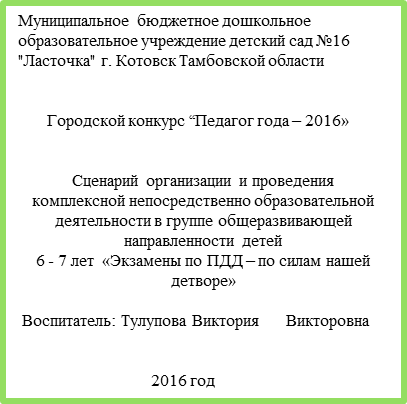 Муниципальное бюджетное дошкольное
образовательное учреждение детский сад №16
"Ласточка" г. Котовск Тамбовской области
Городской конкурс “Педагог года – 2016»
Сценарий организации и проведения
комплексной непосредственно образовательной
деятельности в группе общеразвивающей
направленности детей
6 - 7 лет «Экзамены по ПДД – по силам нашей
детворе»
Воспитатель: Тулупова Виктория Викторовна
2016 год